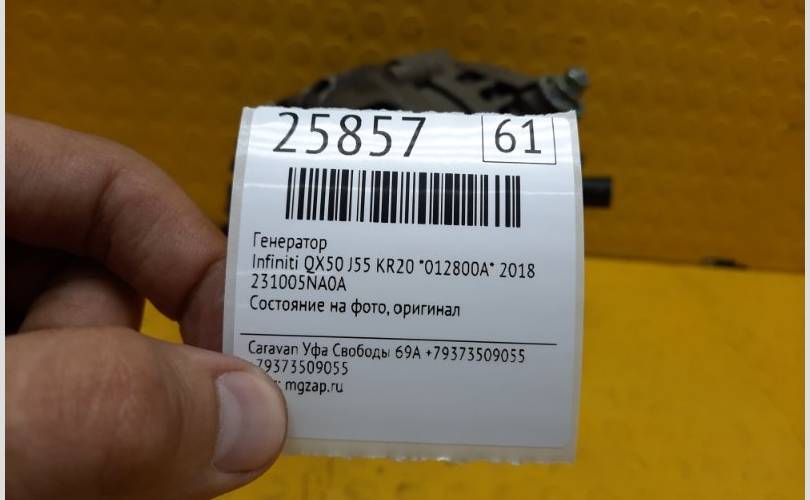 25857 61
Генератор
Infiniti QX50 J55 KR20 *012800A* 2018
231005NA0A
Состояние на фото, оригинал
Caravan Уфа Свободы 69А +79373509055
+79373509055
mgzap.ru